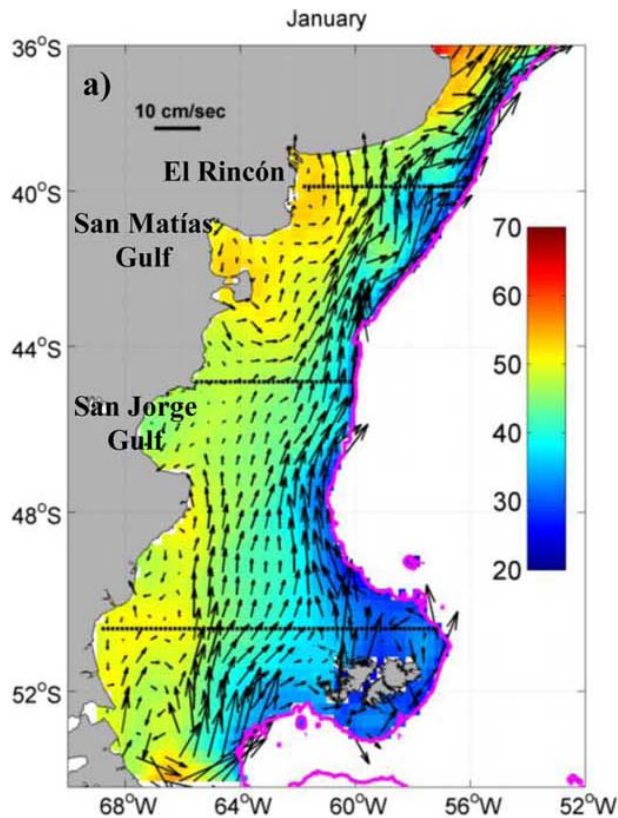 January
36°S
a)
10 cm/sec
El Rincón
40°S
San Matías
Gulf
70
60
44°S
50
San Jorge
Gulf
40
48°S
30
20
52°S
68°W
64°W
60°W
56°W
52°W